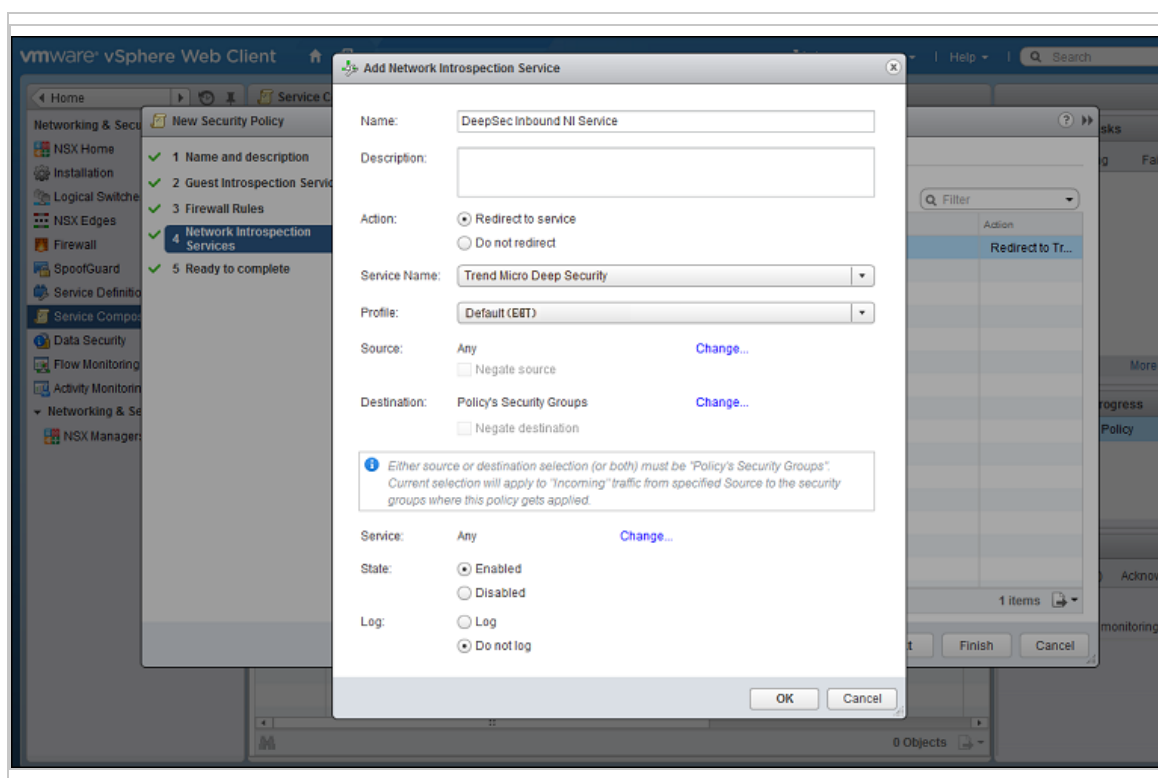 vmware® vSphere Web Client
Help
Search
Home
Service C
Networking & Secu
NSX Home
Installation
Logical Switche
NSX Edges
Firewall
SpoofGuard
Service Definitio
Service Compos
Data Security
Flow Monitoring
Activity Monitorin
Networking & Se
NSX Managers
New Security Policy
1 Name and description
2 Guest Introspection Servic
3 Firewall Rules
4 Network Introspection
Services
5 Ready to complete
Add Network Introspection Service
Name: DeepSec Inbound NI Service
Description:
Action: Redirect to service
Do not redirect
Service Name: Trend Micro Deep Security
Profile: Default
Source: Any Change...
Negate source
Destination: Policy's Security Groups Change...
Negate destination
Either source or destination selection (or both) must be "Policy's Security Groups".
Current selection will apply to "Incoming" traffic from specified Source to the security
groups where this policy gets applied.
Service: Any Change...
State: Enabled
Disabled
Log: Log
Do not log
OK Cancel
Filter
Action
Redirect to Tr...
1 items
t Finish Cancel
sks
g Fai
More
rogress
Policy
Acknow
monitoring
0 Objects